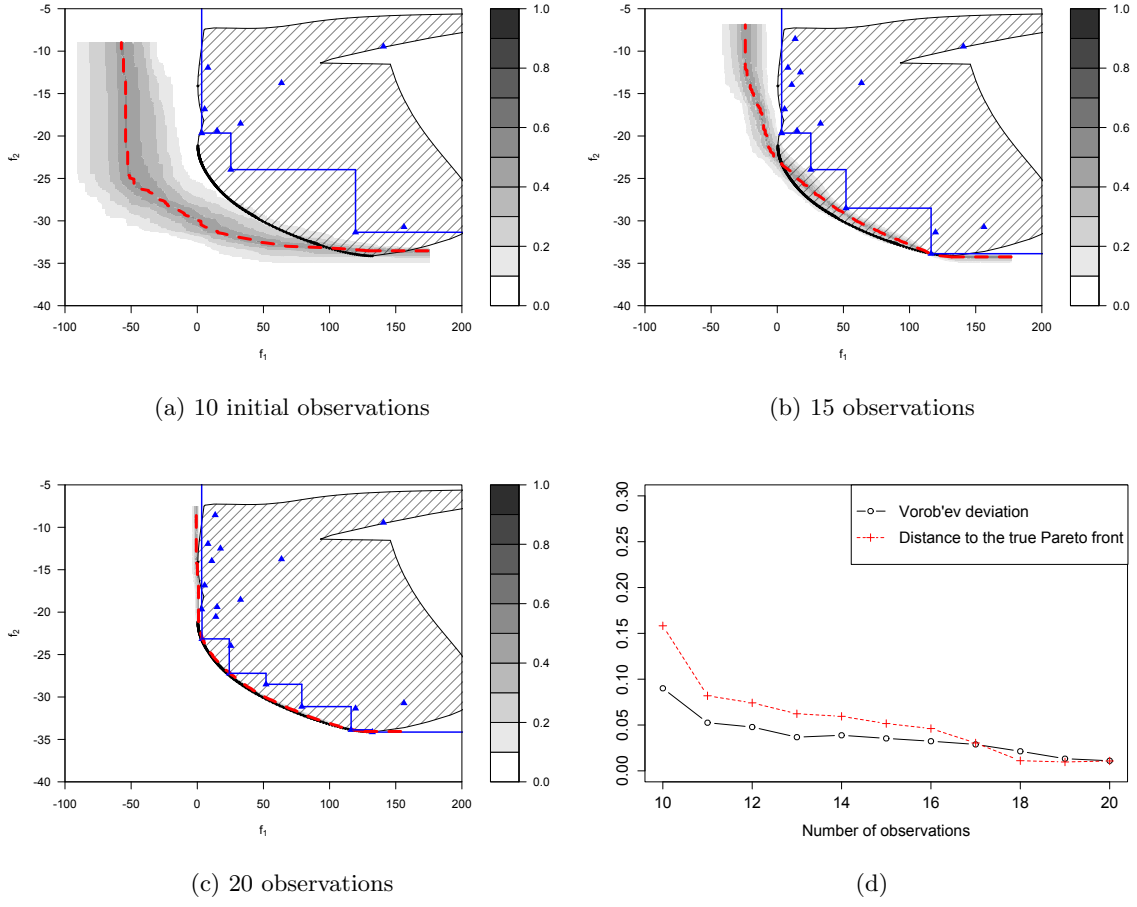 -5
-10
-15
-20
-25
-30
-35
-40
f2
-100 -50 0 50 100 150 200
f1
1.0
0.8
0.6
0.4
0.2
0.0
(a) 10 initial observations
-5
-10
-15
-20
-25
-30
-35
-40
f2
-100 -50 0 50 100 150 200
f1
1.0
0.8
0.6
0.4
0.2
0.0
(b) 15 observations
-5
-10
-15
-20
-25
-30
-35
-40
f2
-100 -50 0 50 100 150 200
f1
1.0
0.8
0.6
0.4
0.2
0.0
(c) 20 observations
0.30
0.25
0.20
0.15
0.10
0.05
0.00
Vorob'ev deviation
Distance to the true Pareto front
10 12 14 16 18 20
Number of observations
(d)